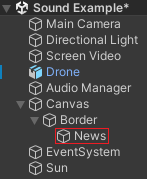 Sound Example*
Main Camera
Directional Light
Screen Video
Drone
Audio Manager
Canvas
Border
News
EventSystem
Sun